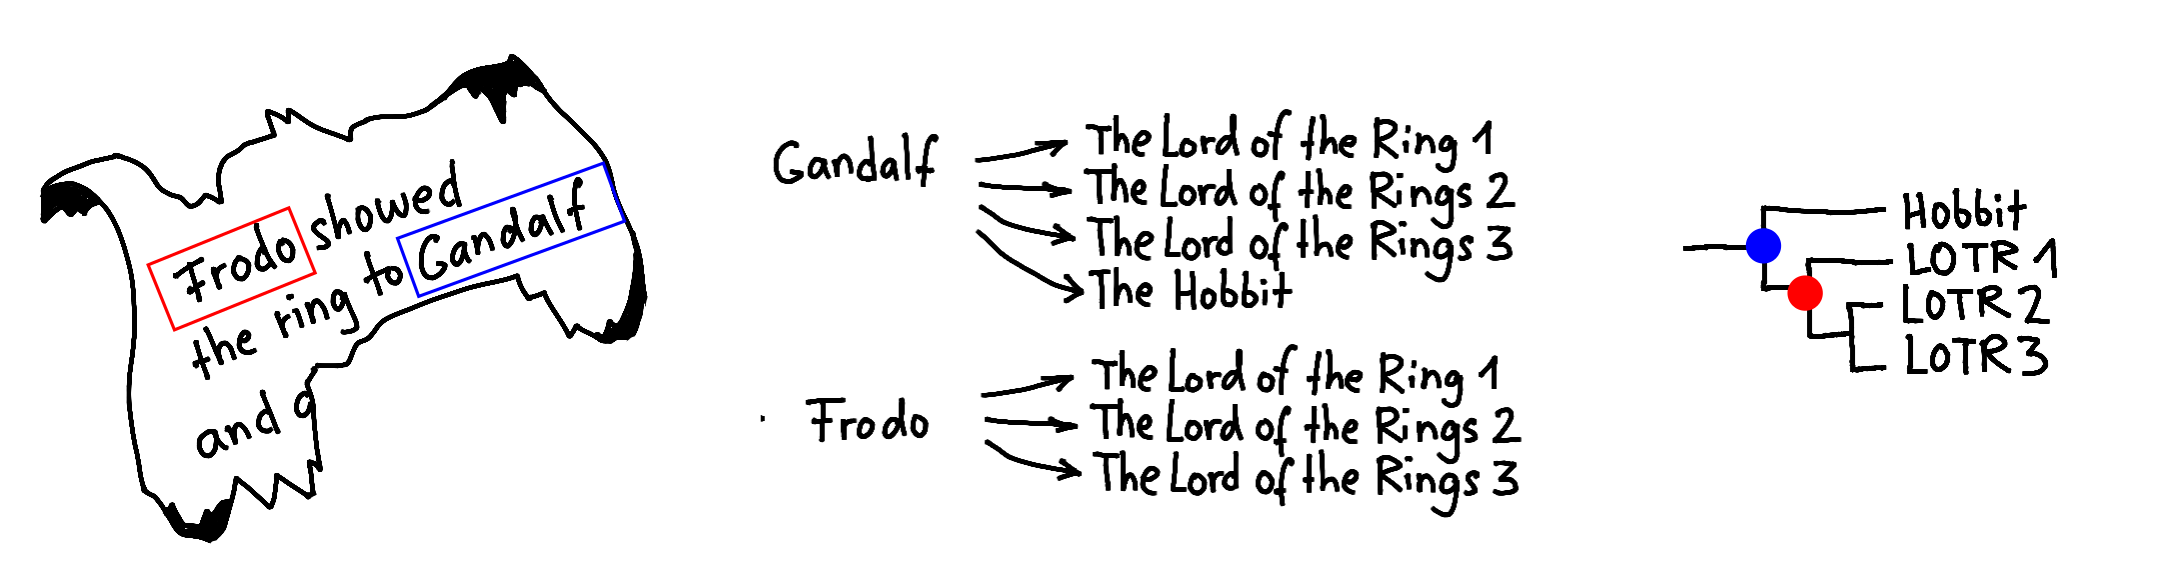 Frodo showed
the ring to Gandalf
and a
Gandalf
The Lord of the Ring 1
The Lord of the Rings 2
The Lord of the Rings 3
The Hobbit
Frodo
The Lord of the Ring 1
The Lord of the Rings 2
The Lord of the Rings 3
Hobbit
LOTR 1
LOTR 2
LOTR 3